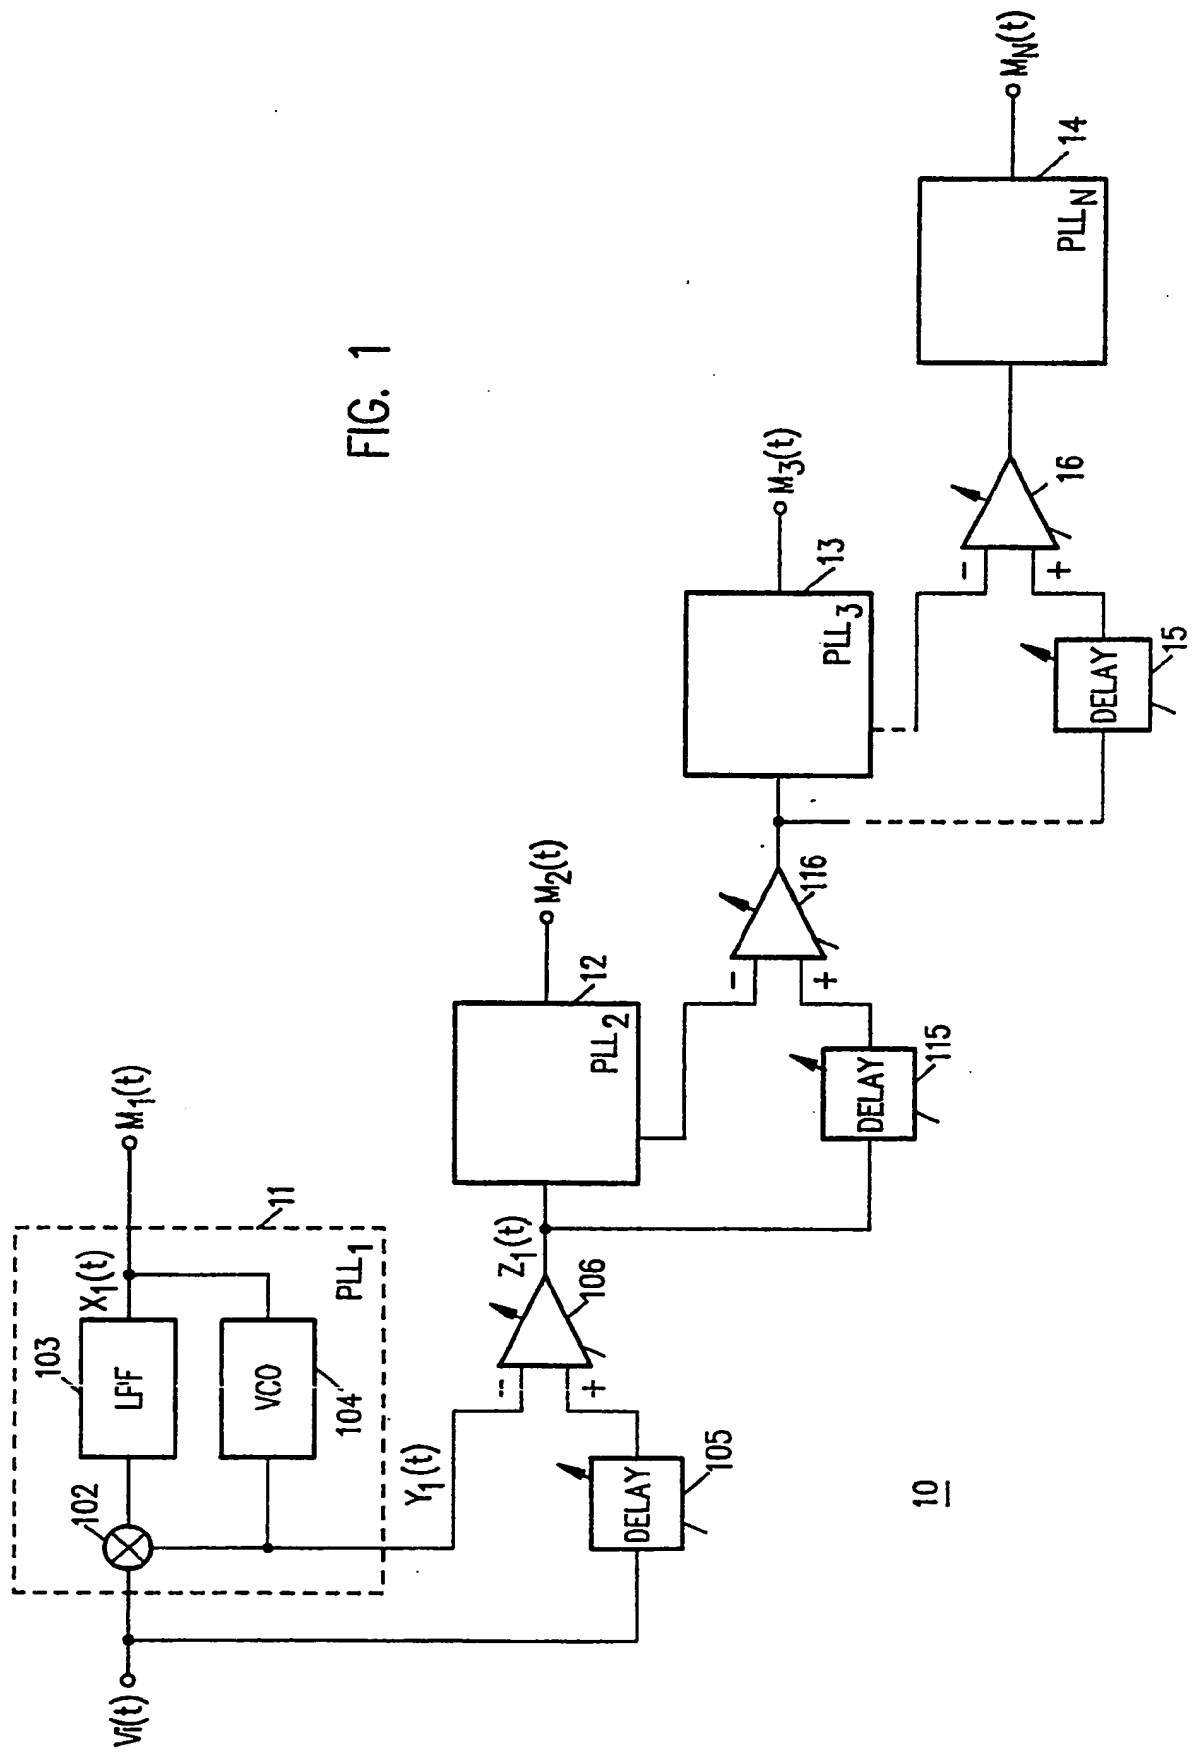 FIG. 1
Vi(t)
102
LPF
103
X1(t)
M1(t)
VCO
104
PLL1
11
Y1(t)
DELAY
105
-
+
106
Z1(t)
PLL2
12
M2(t)
DELAY
115
-
+
116
PLL3
13
M3(t)
DELAY
15
-
+
16
PLLN
14
MN(t)
10